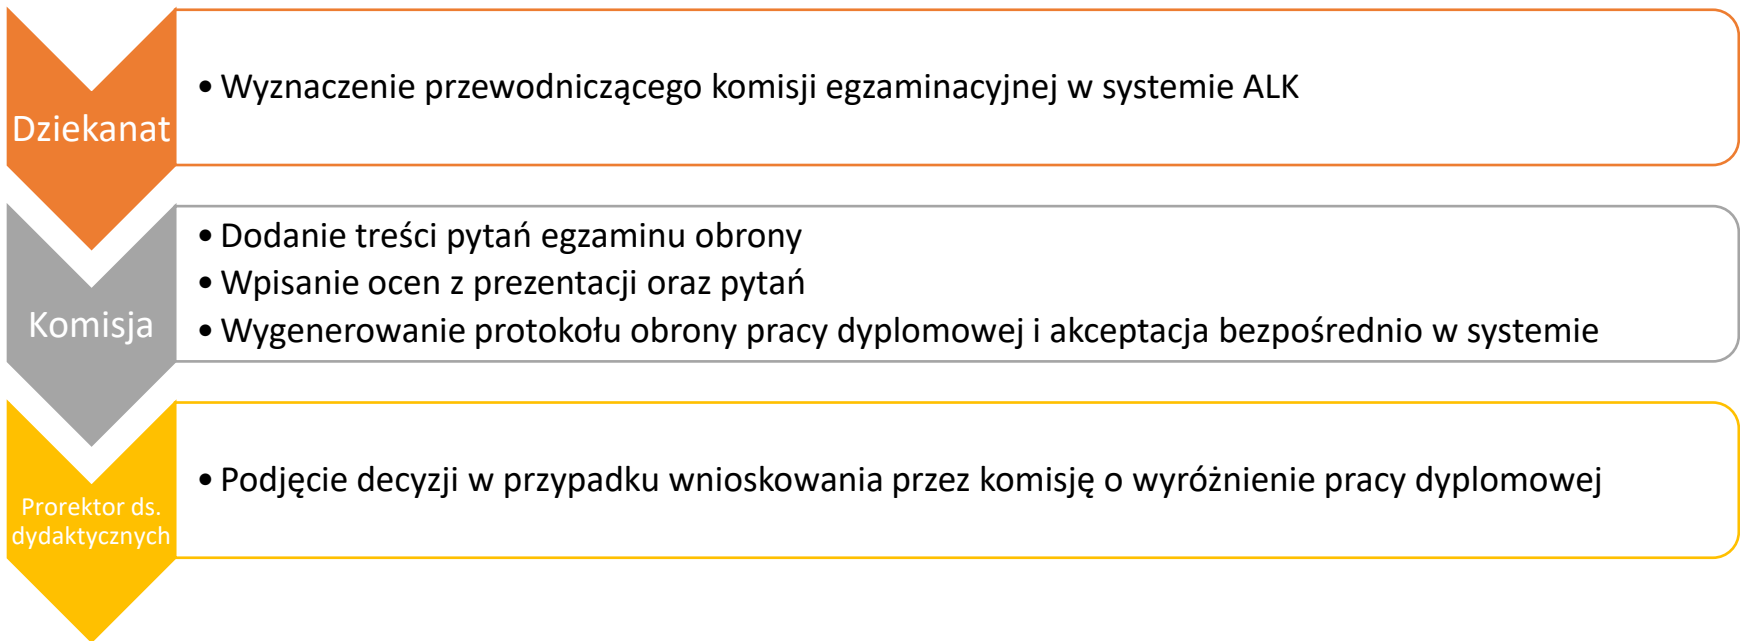 Dziekanat
• Wyznaczenie przewodniczącego komisji egzaminacyjnej w systemie ALK
Komisja
• Dodanie treści pytań egzaminu obrony
• Wpisanie ocen z prezentacji oraz pytań
• Wygenerowanie protokołu obrony pracy dyplomowej i akceptacja bezpośrednio w systemie
Prorektor ds.
dydaktycznych
• Podjęcie decyzji w przypadku wnioskowania przez komisję o wyróżnienie pracy dyplomowej